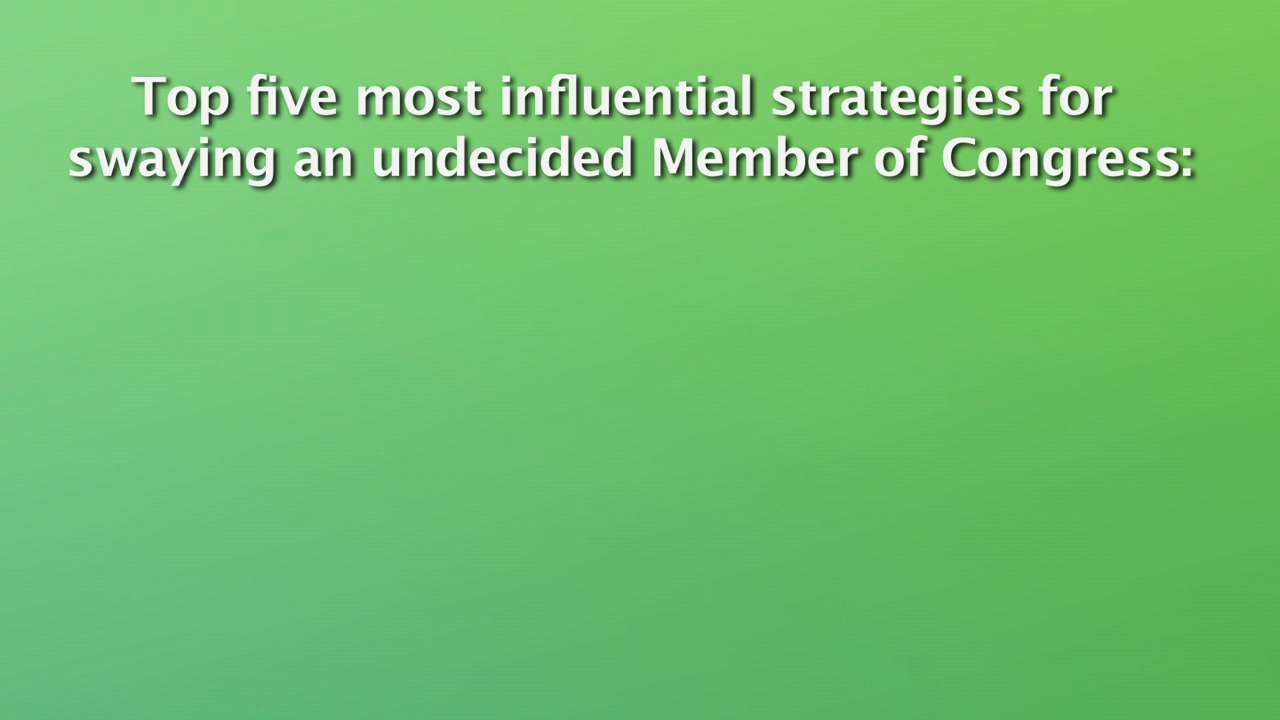 Top five most influential strategies for
swaying an undecided Member of Congress: